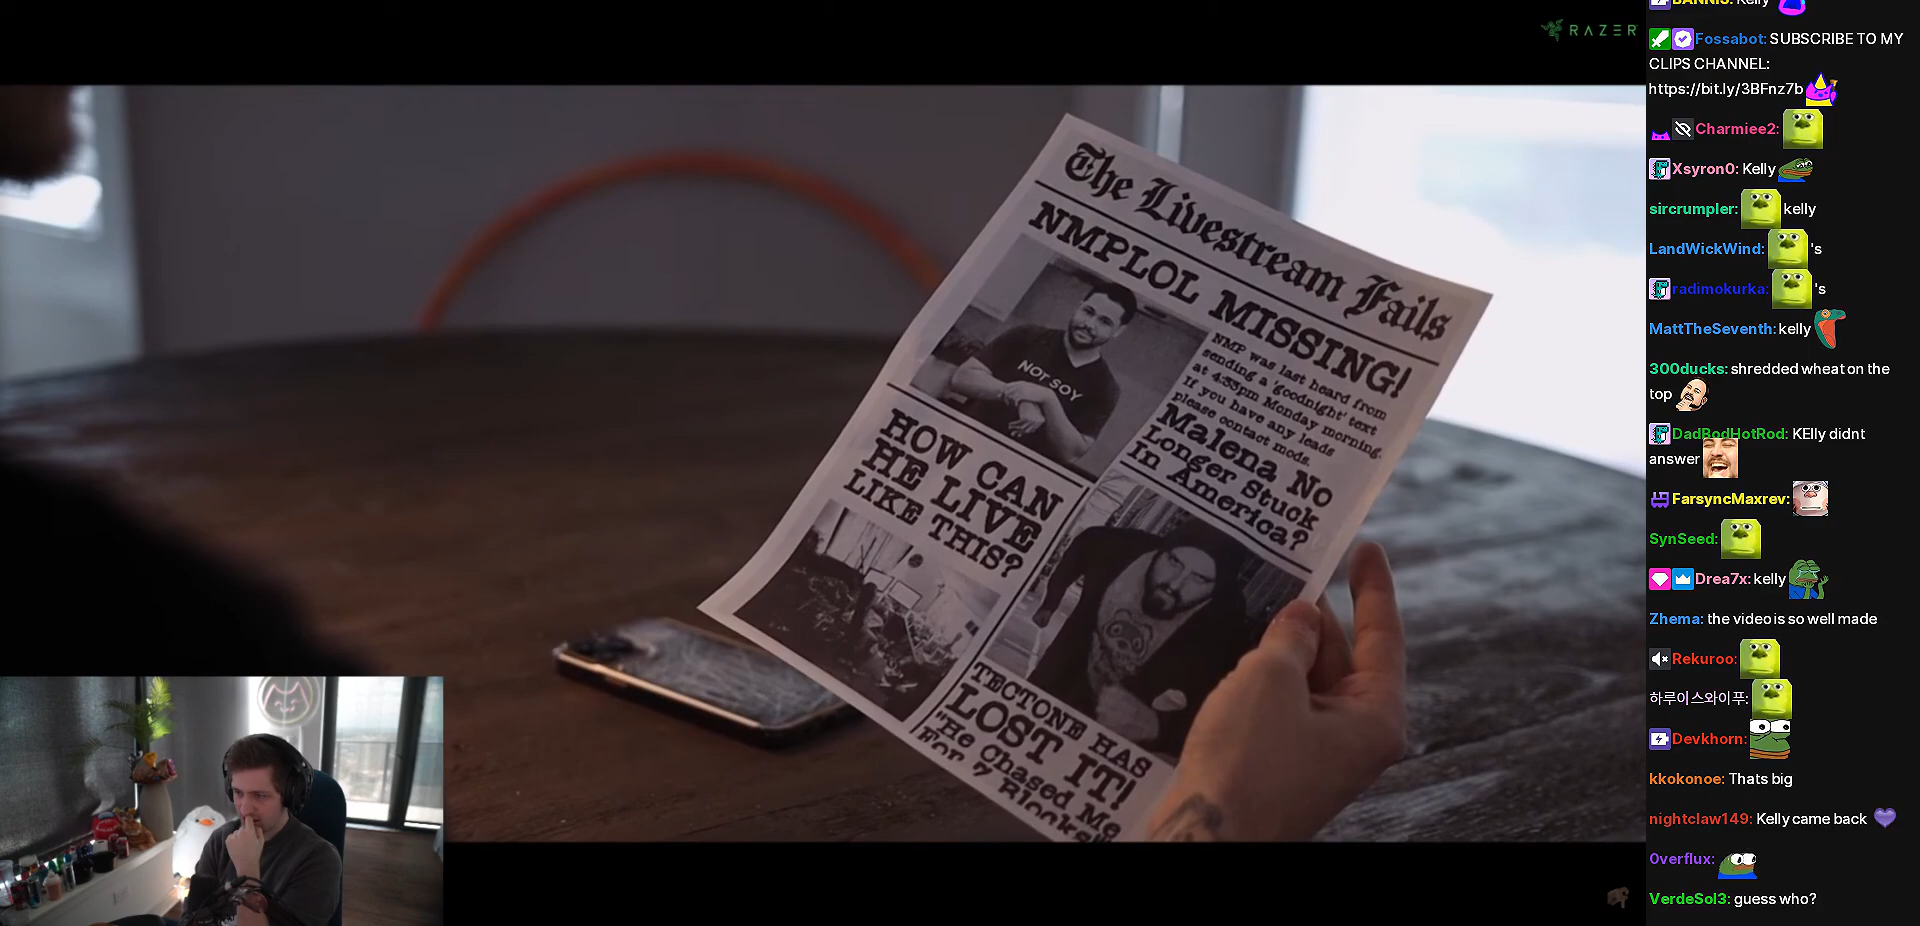 RAZER
The Livestream Fails
NMPLOL MISSING!
NOT SOY
NMP was last heard from
sending a 'goodnight' text
at 4:33pm Monday morning.
If you have any leads
please contact mods.
Malena No
Longer Stuck
In America?
HOW CAN
HE LIVE
LIKE THIS?
TECTONE HAS
LOST IT!
"He Chased Me
For 7 Blocks!"
Kelly
Fossabot: SUBSCRIBE TO MY
CLIPS CHANNEL:
https://bit.ly/3BFnz7b
Charmiee2:
Xsyron0: Kelly
sircrumpler: kelly
LandWickWind: 's
radimokurka: 's
MattTheSeventh: kelly
300ducks: shredded wheat on the
top
DadBodHotRod: KElly didnt
answer
FarsyncMaxrev:
SynSeed:
Drea7x: kelly
Zhema: the video is so well made
Rekuroo:
하루이스와이푸:
Devkhorn:
kkokonoe: Thats big
nightclaw149: Kelly came back
0verflux:
VerdeSol3: guess who?